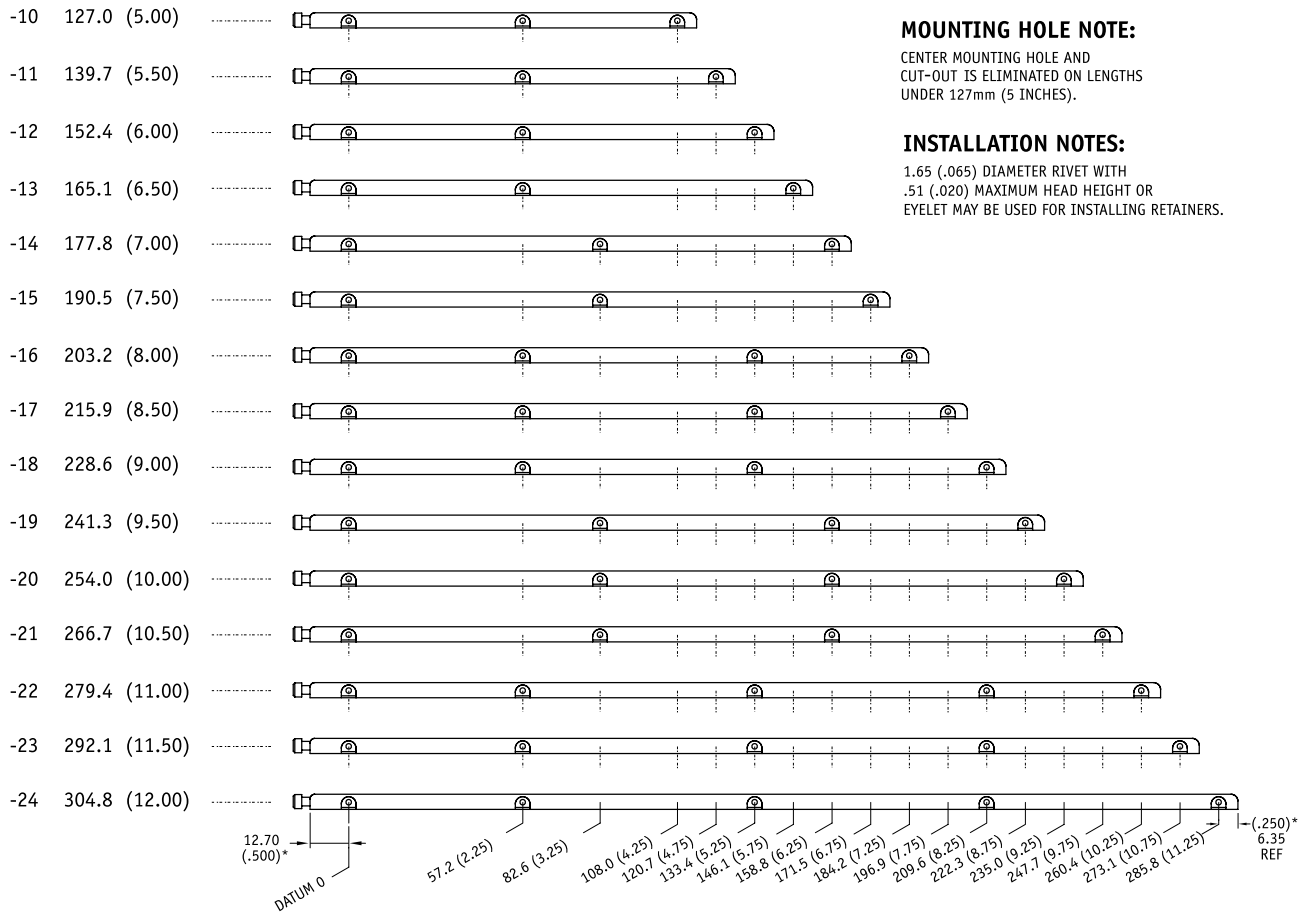 -10 127.0 (5.00)
-11 139.7 (5.50)
-12 152.4 (6.00)
-13 165.1 (6.50)
-14 177.8 (7.00)
-15 190.5 (7.50)
-16 203.2 (8.00)
-17 215.9 (8.50)
-18 228.6 (9.00)
-19 241.3 (9.50)
-20 254.0 (10.00)
-21 266.7 (10.50)
-22 279.4 (11.00)
-23 292.1 (11.50)
-24 304.8 (12.00)
MOUNTING HOLE NOTE:
CENTER MOUNTING HOLE AND
CUT-OUT IS ELIMINATED ON LENGTHS
UNDER 127mm (5 INCHES).
INSTALLATION NOTES:
1.65 (.065) DIAMETER RIVET WITH
.51 (.020) MAXIMUM HEAD HEIGHT OR
EYELET MAY BE USED FOR INSTALLING RETAINERS.
12.70
(.500)*
DATUM 0
57.2 (2.25)
82.6 (3.25)
108.0 (4.25)
120.7 (4.75)
133.4 (5.25)
146.1 (5.75)
158.8 (6.25)
171.5 (6.75)
184.2 (7.25)
196.9 (7.75)
209.6 (8.25)
222.3 (8.75)
235.0 (9.25)
247.7 (9.75)
260.4 (10.25)
273.1 (10.75)
285.8 (11.25)
(.250)*
6.35
REF